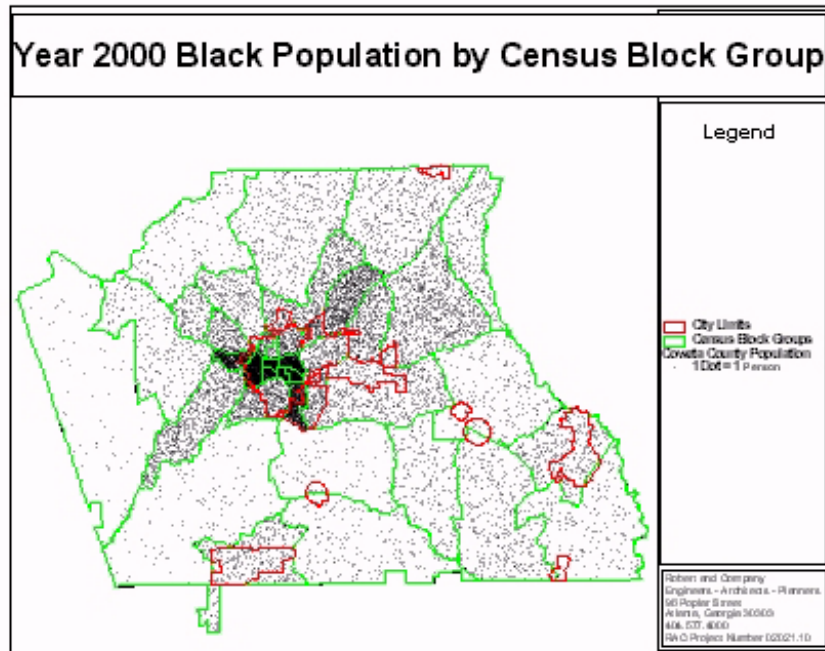 Year 2000 Black Population by Census Block Group
Legend
City Limits
Census Block Groups
Coweta County Population
1 Dot = 1 Person
and Company
Engineers - Architects - Planners
96 Poplar Street
Atlanta, Georgia 30303
404.577.4000
Project Number 02021.10